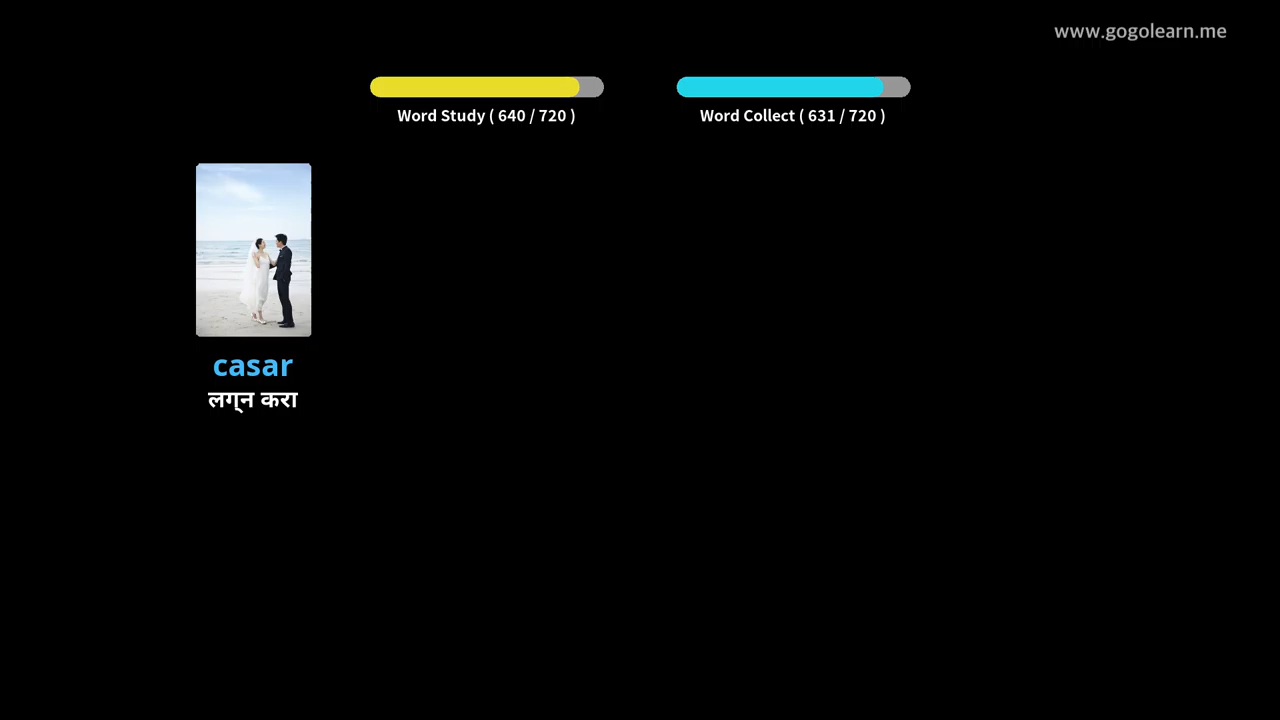 www.gogolearn.me
Word Study ( 640 / 720 )
Word Collect ( 631 / 720 )
casar
लग्न करा